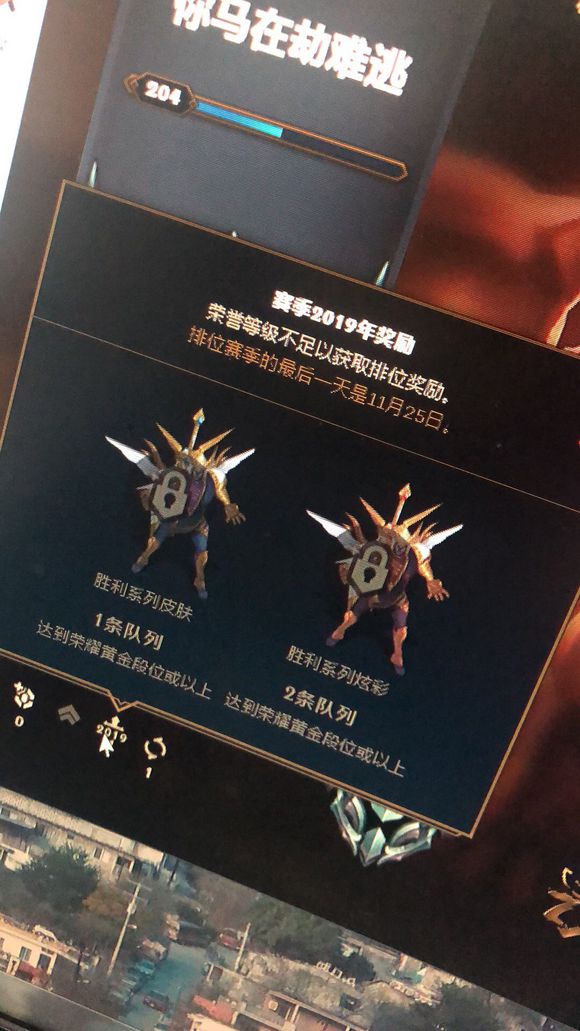 你马在劫难逃
204
赛季2019年奖励
荣誉等级不足以获取排位奖励。
排位赛季的最后一天是11月25日。
胜利系列皮肤
1条队列
达到荣耀黄金段位或以上
胜利系列炫彩
2条队列
达到荣耀黄金段位或以上
0
2019
1